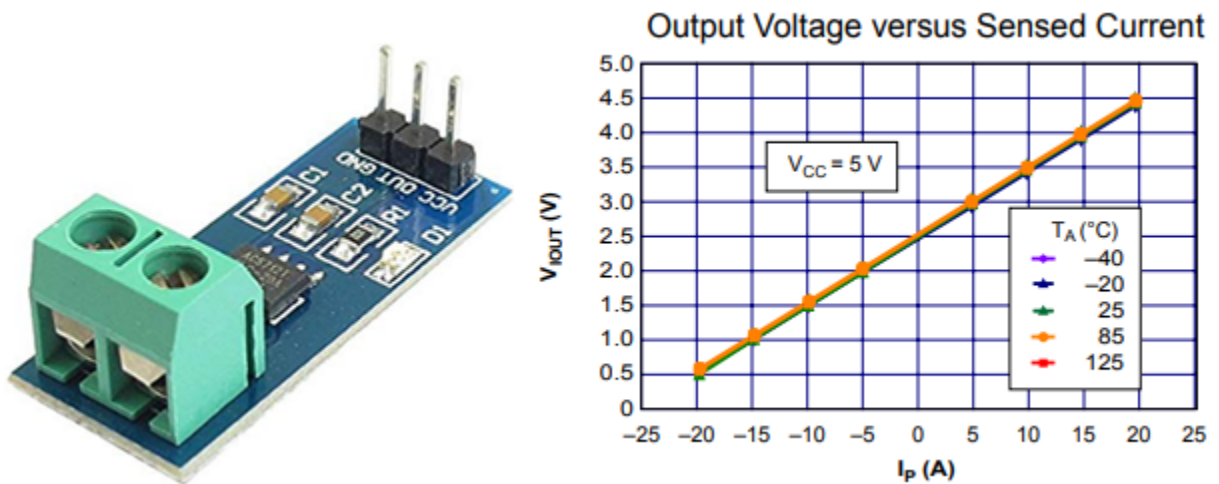 Output Voltage versus Sensed Current
C1
C2
R1
D1
VCC OUT GND
5.0
4.5
4.0
3.5
3.0
2.5
2.0
1.5
1.0
0.5
0
VIOUT (V)
VCC = 5 V
TA (°C)
–40
–20
25
85
125
–25 –20 –15 –10 –5 0 5 10 15 20 25
IP (A)